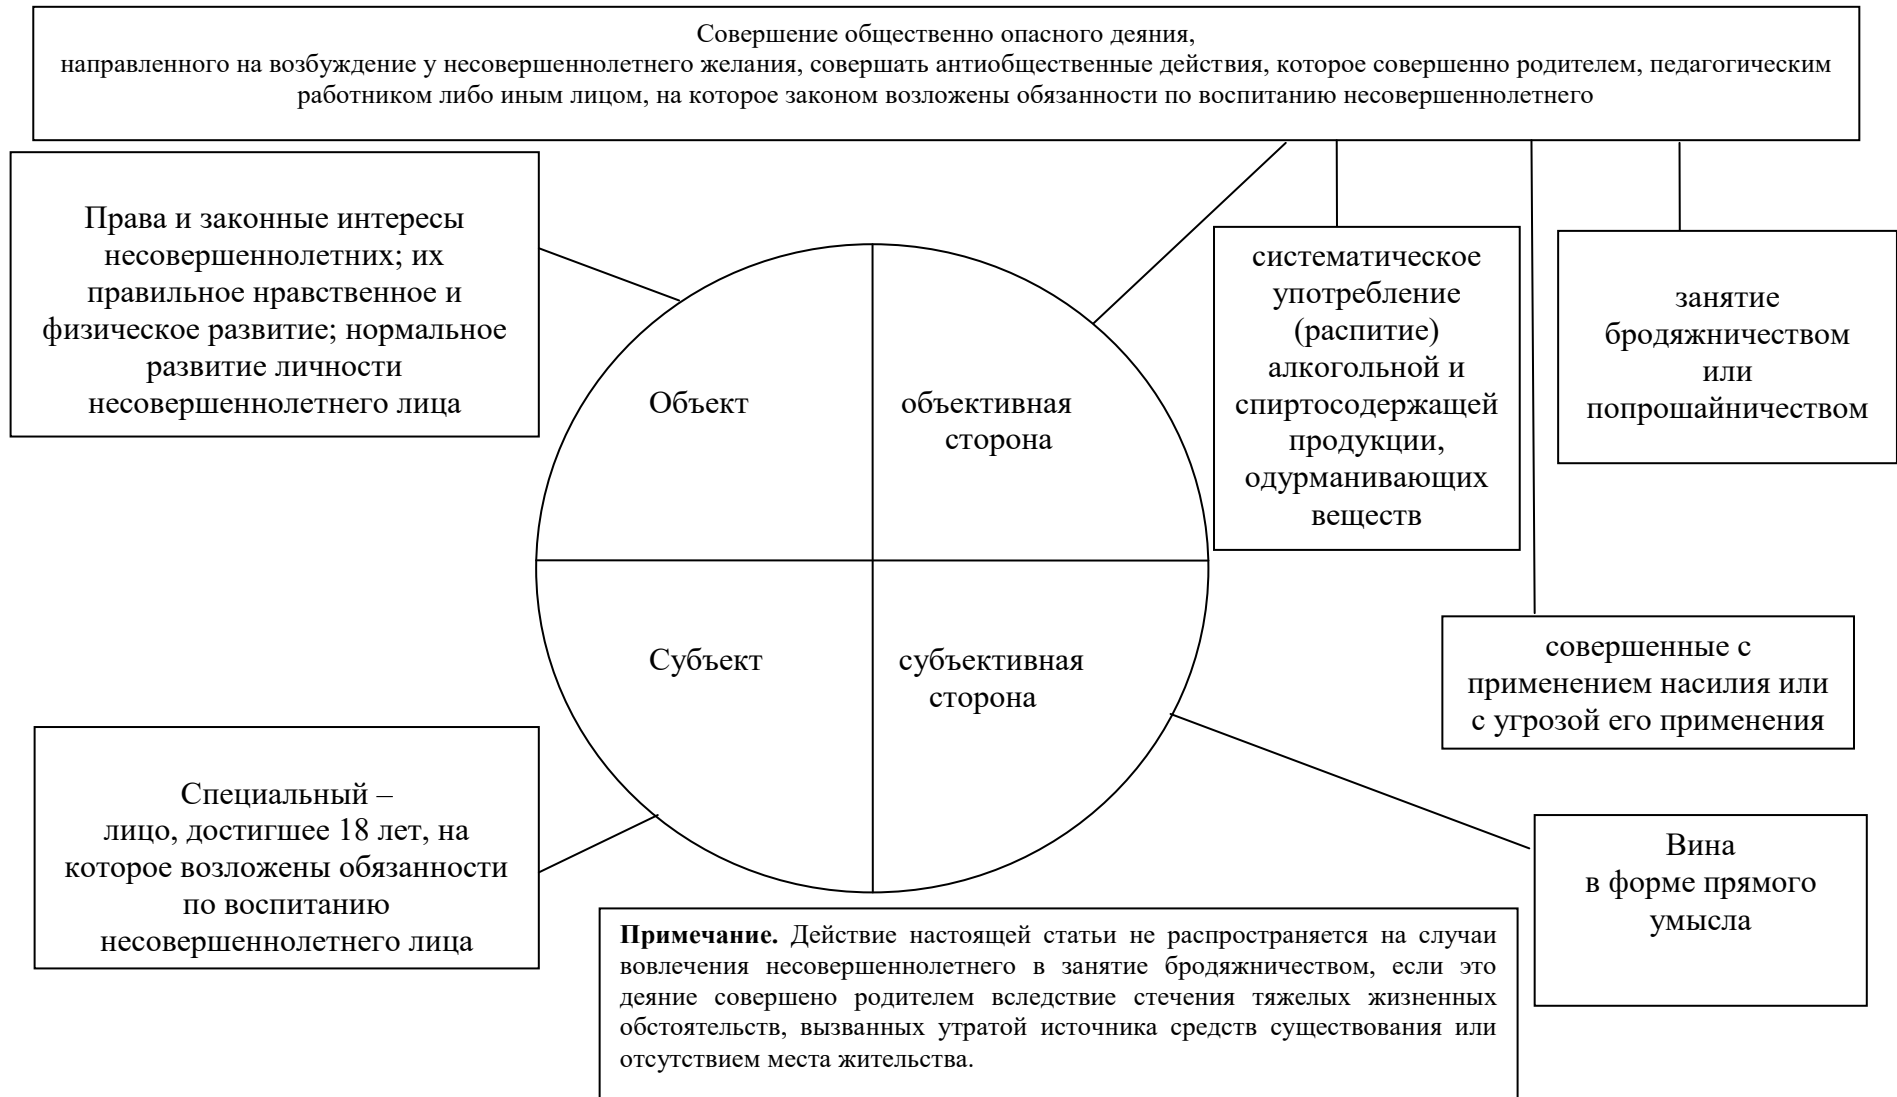 Совершение общественно опасного деяния,
направленного на возбуждение у несовершеннолетнего желания, совершать антиобщественные действия, которое совершенно родителем, педагогическим
работником либо иным лицом, на которое законом возложены обязанности по воспитанию несовершеннолетнего
Права и законные интересы
несовершеннолетних; их
правильное нравственное и
физическое развитие; нормальное
развитие личности
несовершеннолетнего лица
систематическое
употребление
(распитие)
алкогольной и
спиртосодержащей
продукции,
одурманивающих
веществ
занятие
бродяжничеством
или
попрошайничеством
Объект
объективная
сторона
Субъект
субъективная
сторона
совершенные с
применением насилия или
с угрозой его применения
Специальный –
лицо, достигшее 18 лет, на
которое возложены обязанности
по воспитанию
несовершеннолетнего лица
Вина
в форме прямого
умысла
Примечание. Действие настоящей статьи не распространяется на случаи
вовлечения несовершеннолетнего в занятие бродяжничеством, если это
деяние совершено родителем вследствие стечения тяжелых жизненных
обстоятельств, вызванных утратой источника средств существования или
отсутствием места жительства.